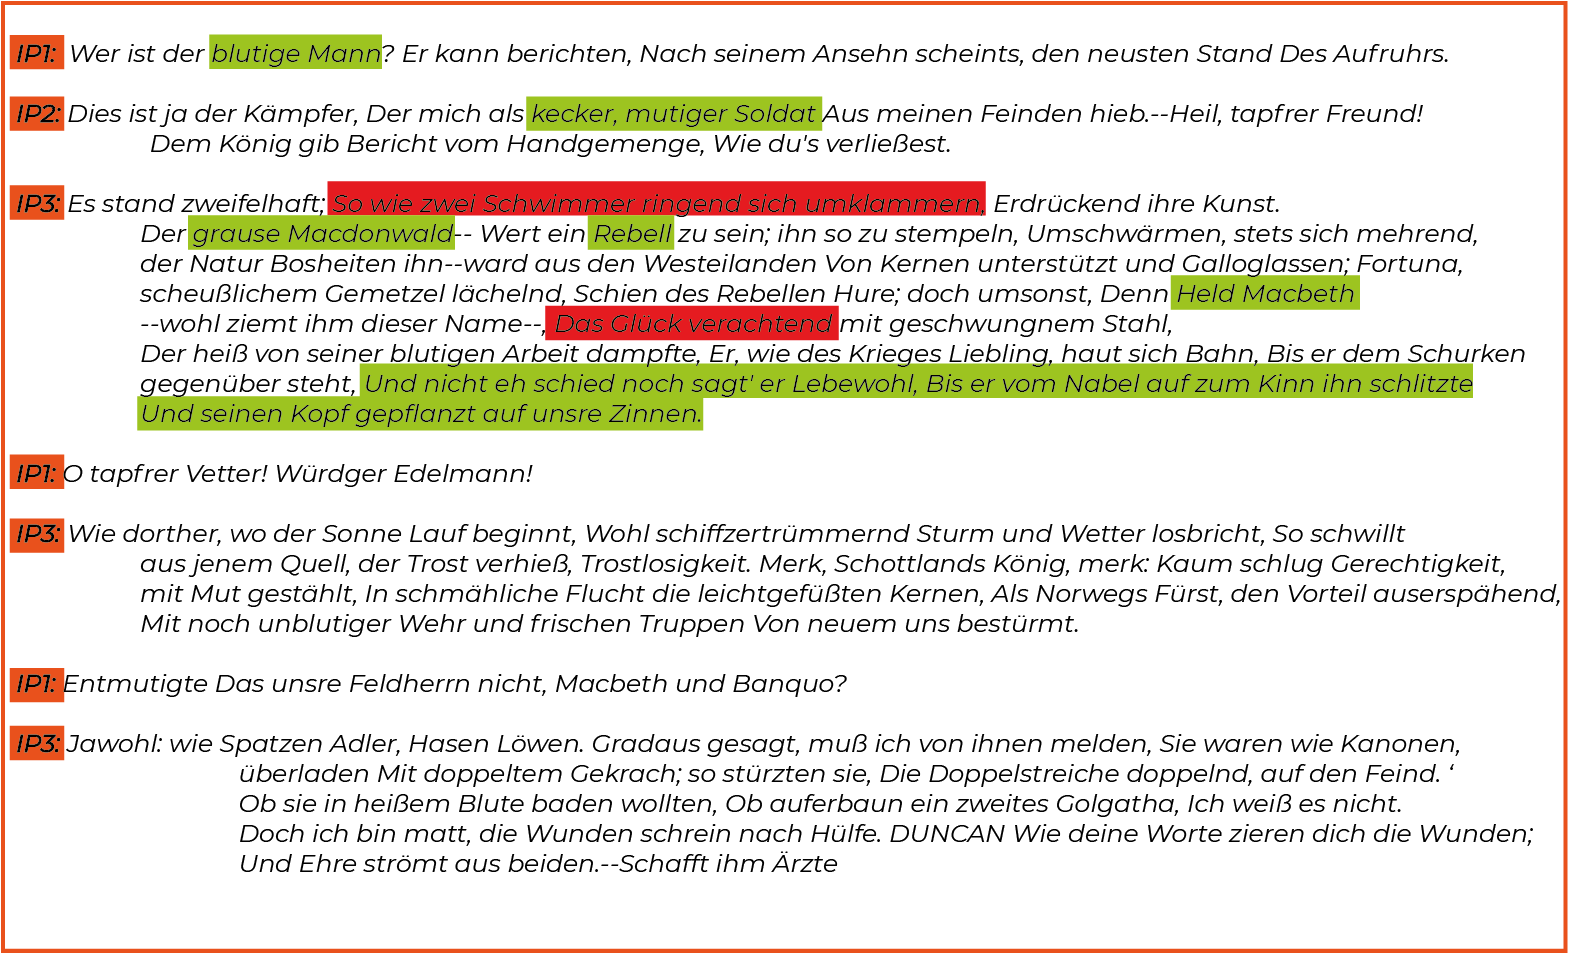 IP1: Wer ist der blutige Mann? Er kann berichten, Nach seinem Ansehn scheints, den neusten Stand Des Aufruhrs.
IP2: Dies ist ja der Kämpfer, Der mich als kecker, mutiger Soldat Aus meinen Feinden hieb.--Heil, tapfrer Freund!
Dem König gib Bericht vom Handgemenge, Wie du's verließest.
IP3: Es stand zweifelhaft; So wie zwei Schwimmer ringend sich umklammern, Erdrückend ihre Kunst.
Der grause Macdonwald-- Wert ein Rebell zu sein; ihn so zu stempeln, Umschwärmen, stets sich mehrend,
der Natur Bosheiten ihn--ward aus den Westeilanden Von Kernen unterstützt und Galloglassen; Fortuna,
scheußlichem Gemetzel lächelnd, Schien des Rebellen Hure; doch umsonst, Denn Held Macbeth
--wohl ziemt ihm dieser Name--, Das Glück verachtend mit geschwungnem Stahl,
Der heiß von seiner blutigen Arbeit dampfte, Er, wie des Krieges Liebling, haut sich Bahn, Bis er dem Schurken
gegenüber steht, Und nicht eh schied noch sagt' er Lebewohl, Bis er vom Nabel auf zum Kinn ihn schlitzte
Und seinen Kopf gepflanzt auf unsre Zinnen.
IP1: O tapfrer Vetter! Würdger Edelmann!
IP3: Wie dorther, wo der Sonne Lauf beginnt, Wohl schiffzertrümmernd Sturm und Wetter losbricht, So schwillt
aus jenem Quell, der Trost verhieß, Trostlosigkeit. Merk, Schottlands König, merk: Kaum schlug Gerechtigkeit,
mit Mut gestählt, In schmähliche Flucht die leichtgefüßten Kernen, Als Norwegs Fürst, den Vorteil auserspähend,
Mit noch unblutiger Wehr und frischen Truppen Von neuem uns bestürmt.
IP1: Entmutigte Das unsre Feldherrn nicht, Macbeth und Banquo?
IP3: Jawohl: wie Spatzen Adler, Hasen Löwen. Gradaus gesagt, muß ich von ihnen melden, Sie waren wie Kanonen,
überladen Mit doppeltem Gekrach; so stürzten sie, Die Doppelstreiche doppelnd, auf den Feind. ‘
Ob sie in heißem Blute baden wollten, Ob auferbaun ein zweites Golgatha, Ich weiß es nicht.
Doch ich bin matt, die Wunden schrein nach Hülfe. DUNCAN Wie deine Worte zieren dich die Wunden;
Und Ehre strömt aus beiden.--Schafft ihm Ärzte